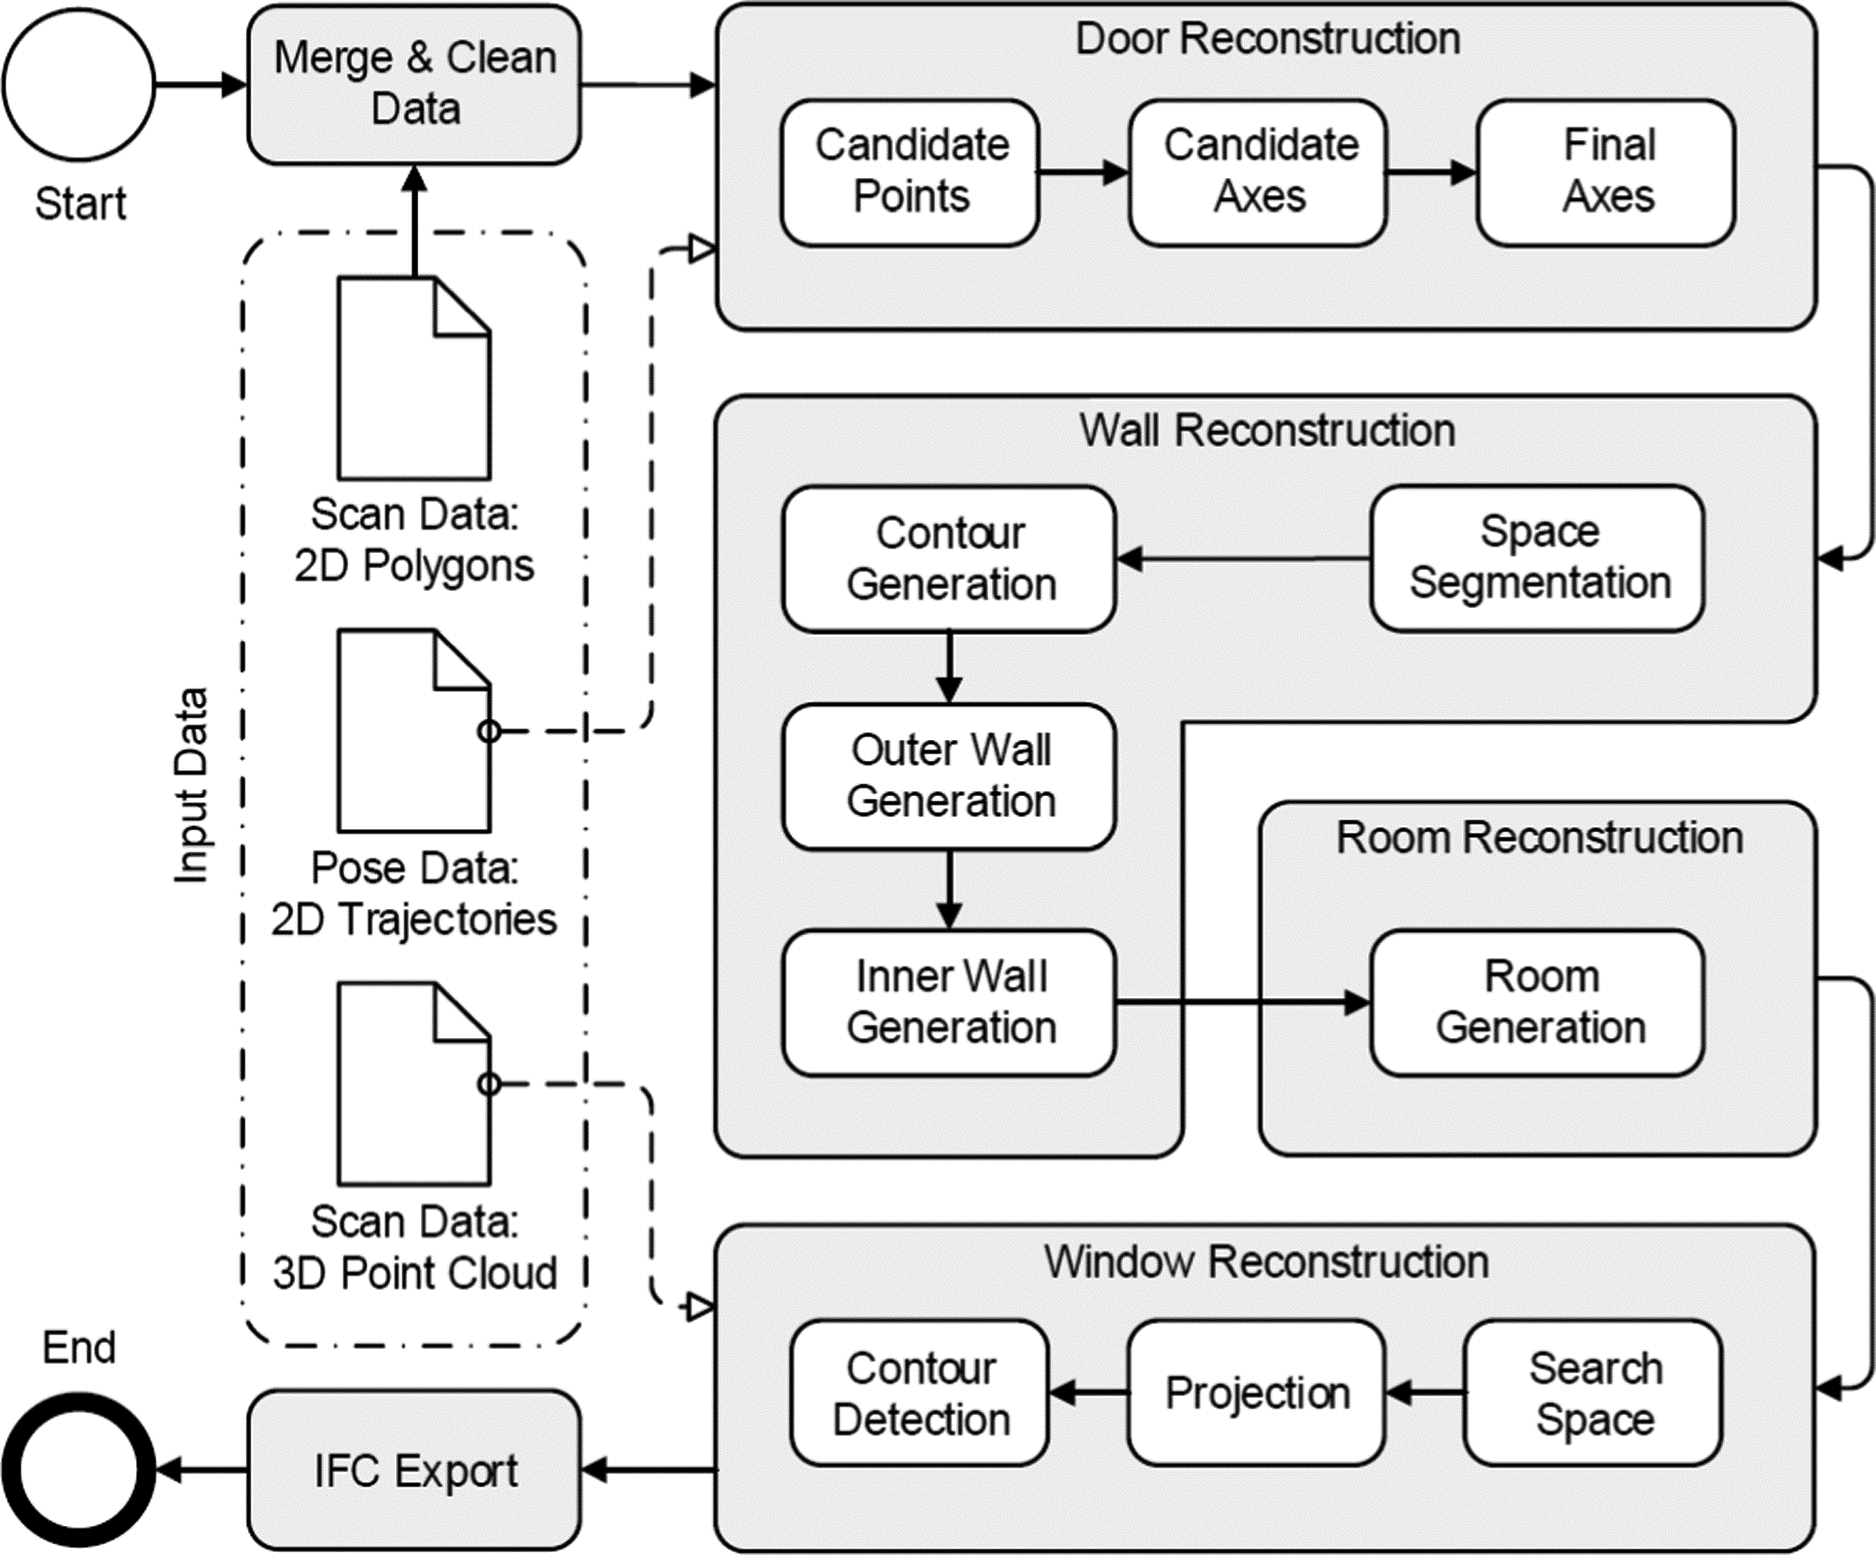 Start
Merge & Clean
Data
Door Reconstruction
Candidate
Points
Candidate
Axes
Final
Axes
Input Data
Scan Data:
2D Polygons
Pose Data:
2D Trajectories
Scan Data:
3D Point Cloud
Wall Reconstruction
Space
Segmentation
Contour
Generation
Outer Wall
Generation
Inner Wall
Generation
Room Reconstruction
Room
Generation
Window Reconstruction
Search
Space
Projection
Contour
Detection
IFC Export
End